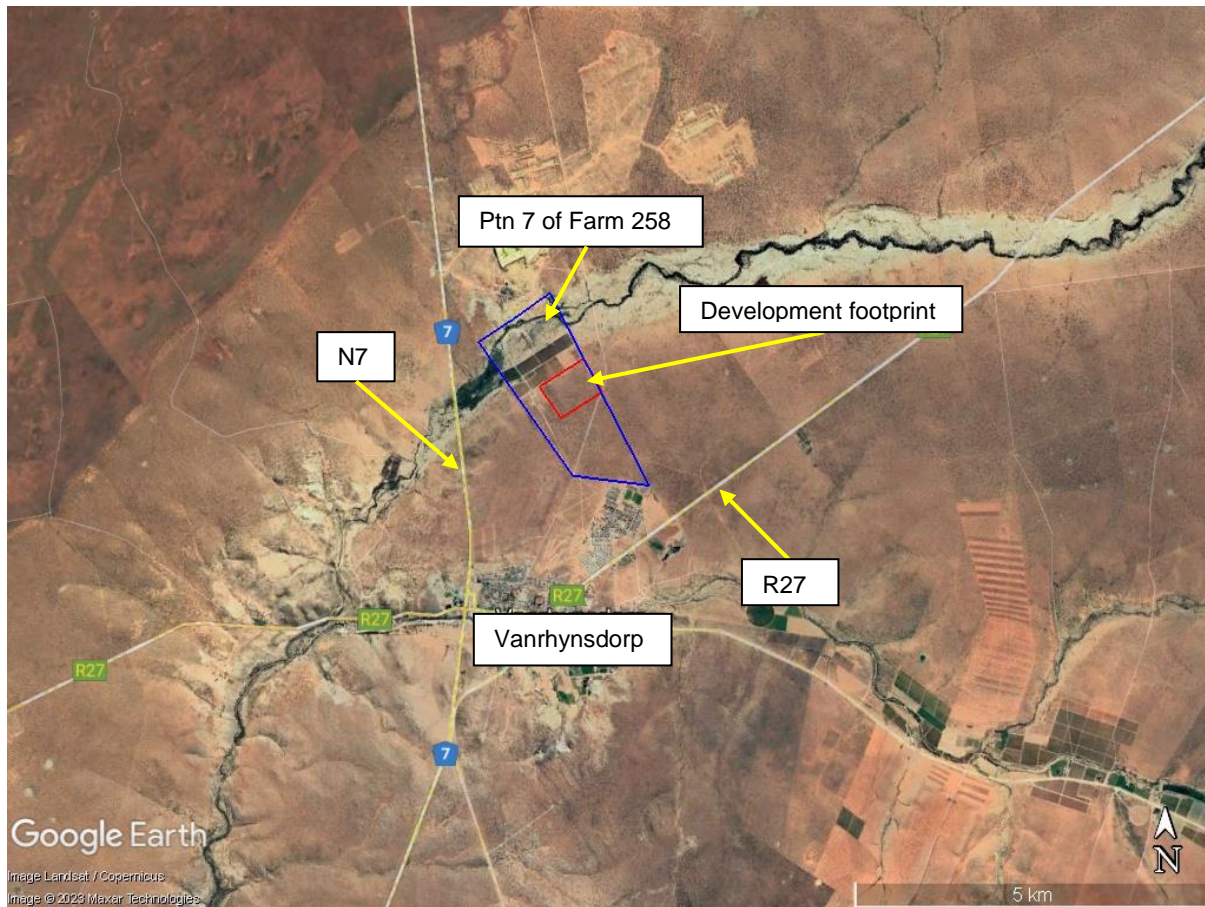 Ptn 7 of Farm 258
Development footprint
7
N7
R27
R27
R27
R27
Vanrhynsdorp
7
Google Earth
Image Landsat / Copernicus
Image © 2023 Maxar Technologies
N
5 km